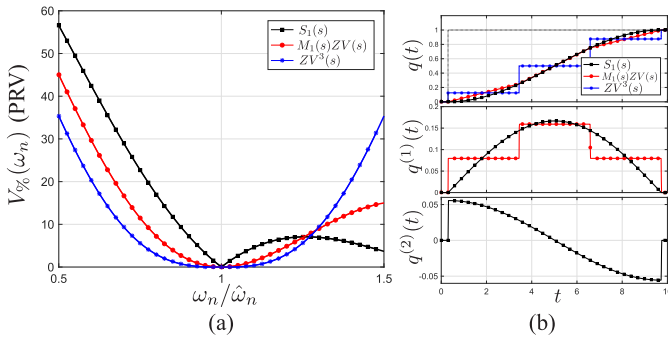 60
50
40
30
20
10
0
V%(ωn) (PRV)
0.5
1
1.5
ωn/ω̂n
S1(s)
M1(s)ZV(s)
ZV³(s)
(a)
1
0.8
0.6
0.4
0.2
0
q(t)
S1(s)
M1(s)ZV(s)
ZV³(s)
0.15
0.1
0.05
0
q(1)(t)
0.05
0
-0.05
q(2)(t)
0
2
4
6
8
10
t
(b)